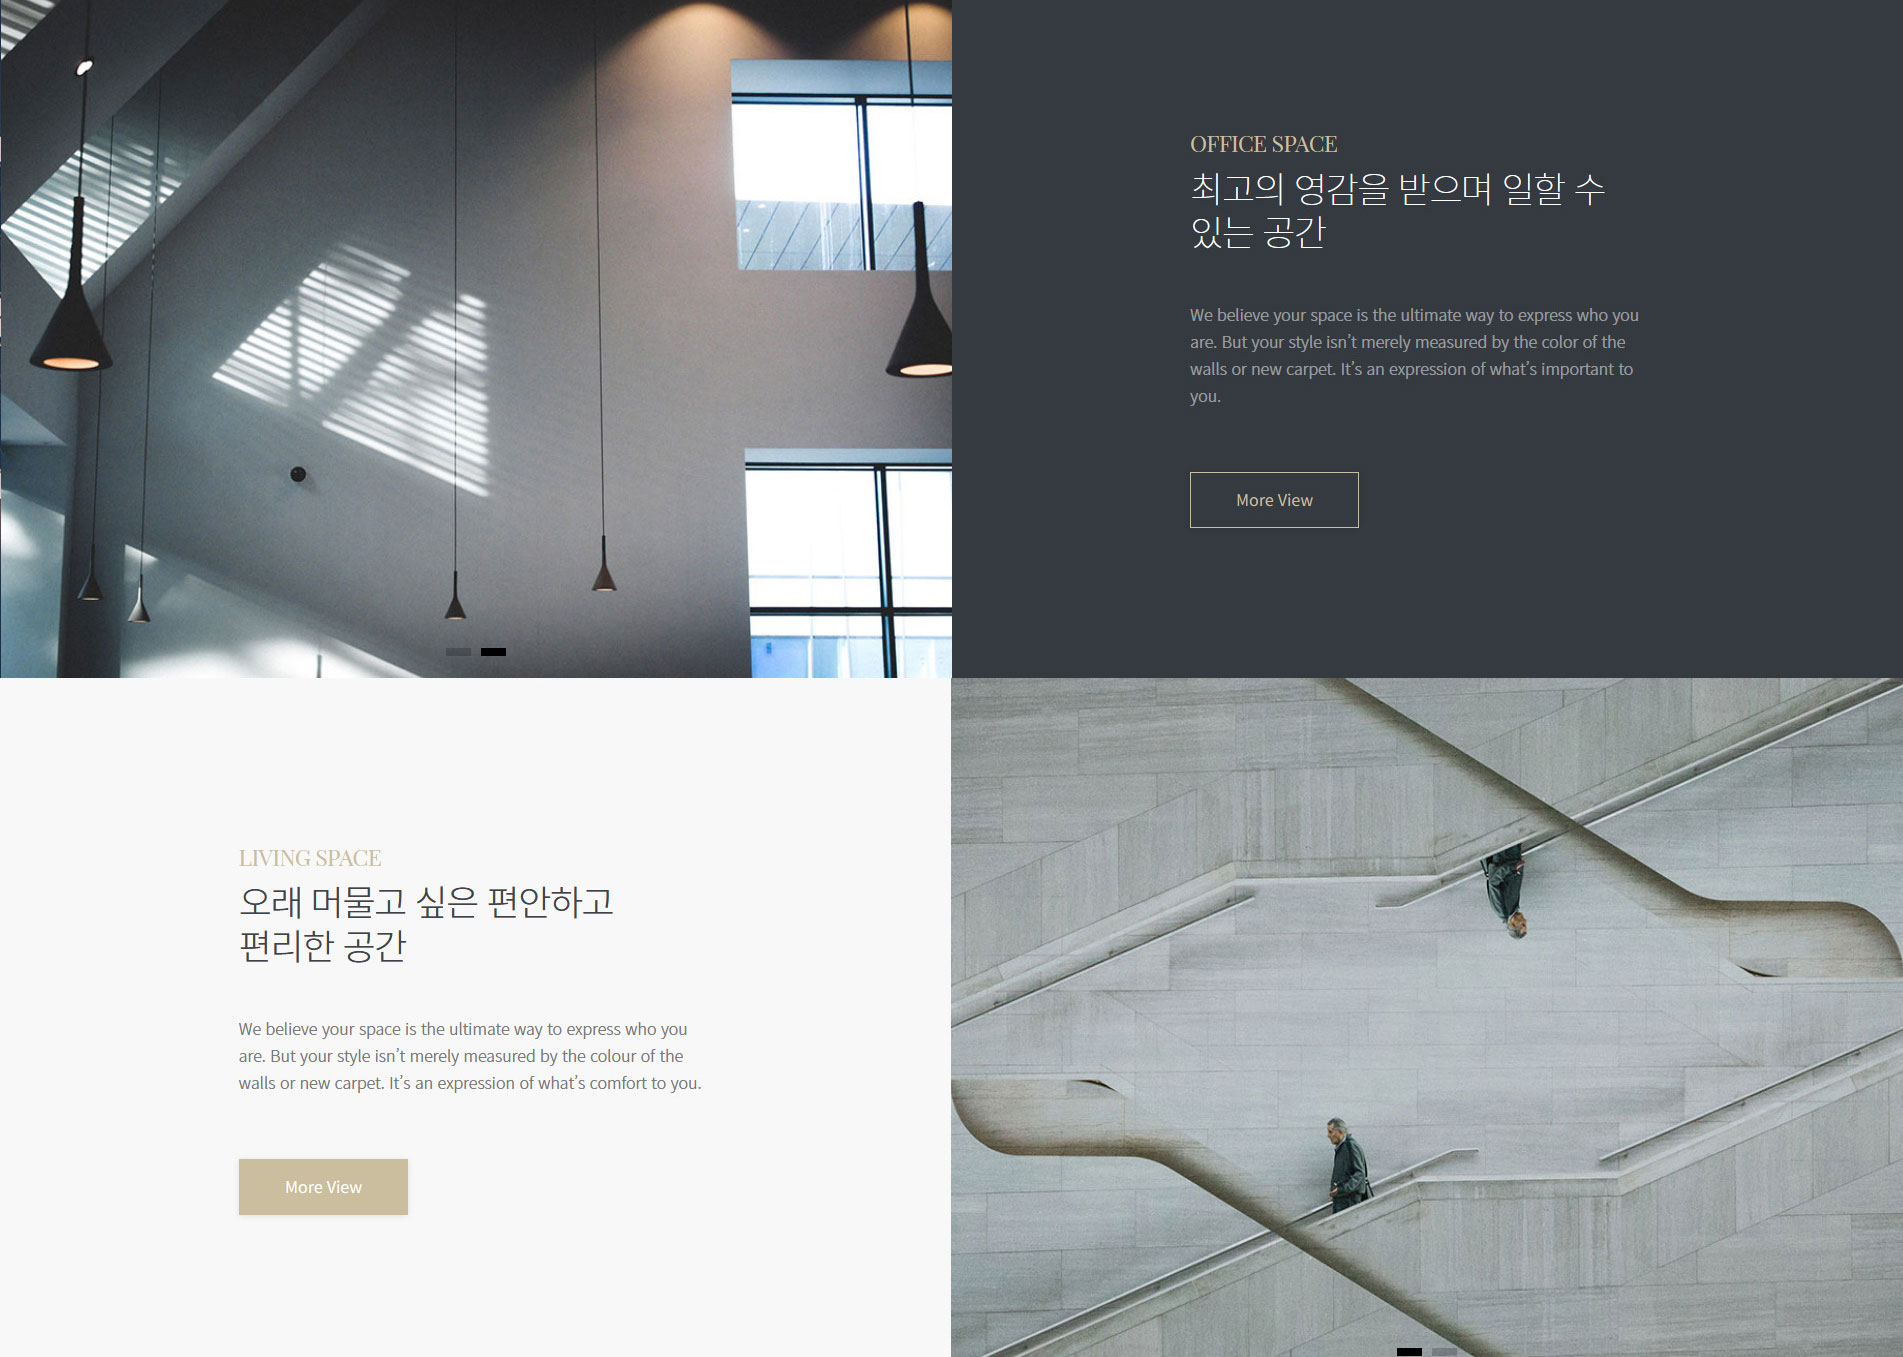 OFFICE SPACE
최고의 영감을 받으며 일할 수
있는 공간
We believe your space is the ultimate way to express who you
are. But your style isn’t merely measured by the color of the
walls or new carpet. It’s an expression of what’s important to
you.
More View
LIVING SPACE
오래 머물고 싶은 편안하고
편리한 공간
We believe your space is the ultimate way to express who you
are. But your style isn’t merely measured by the colour of the
walls or new carpet. It’s an expression of what’s comfort to you.
More View